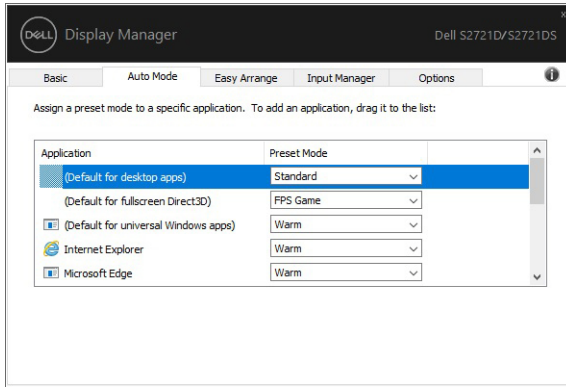 DELL Display Manager Dell S2721D/S2721DS
Basic Auto Mode Easy Arrange Input Manager Options
Assign a preset mode to a specific application. To add an application, drag it to the list:
Application Preset Mode
(Default for desktop apps) Standard
(Default for fullscreen Direct3D) FPS Game
(Default for universal Windows apps) Warm
Internet Explorer Warm
Microsoft Edge Warm